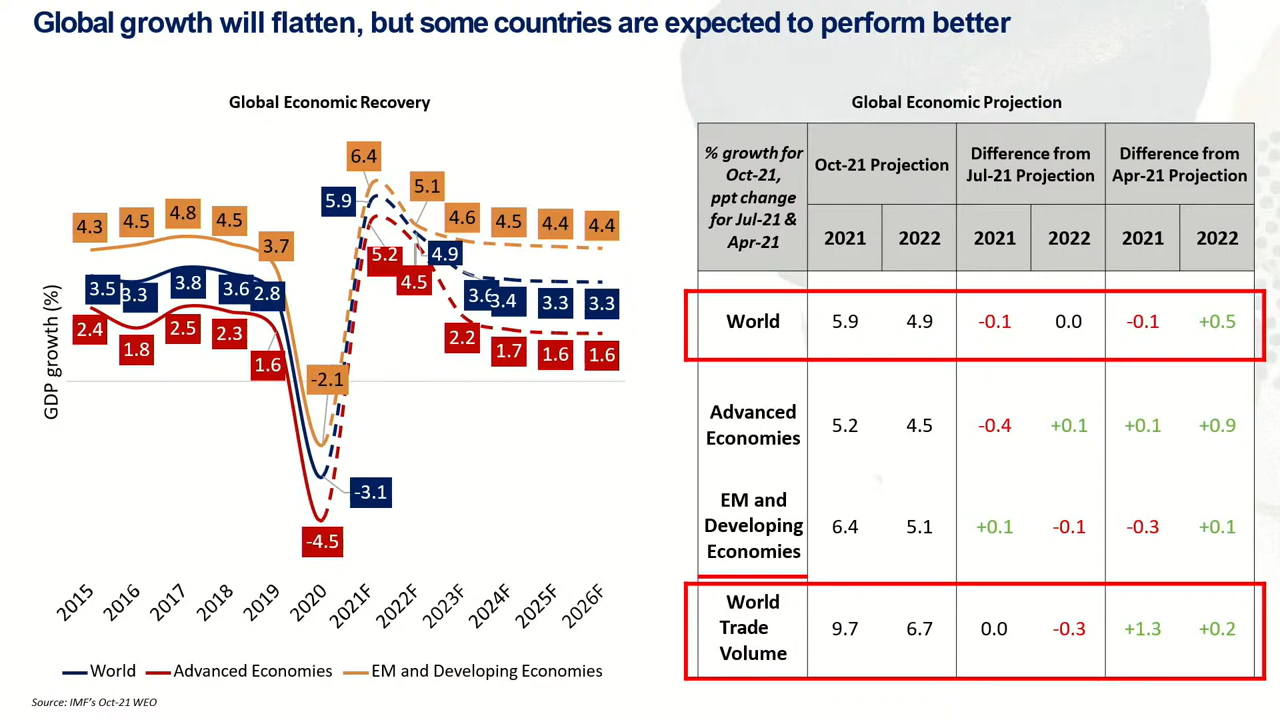 Global growth will flatten, but some countries are expected to perform better
Global Economic Recovery
GDP growth (%)
4.3 4.5 4.8 4.5 3.7 -2.1 6.4 5.1 4.6 4.5 4.4 4.4
3.5 3.3 3.8 3.6 2.8 -3.1 5.9 4.9 3.6 3.4 3.3 3.3
2.4 1.8 2.5 2.3 1.6 -4.5 5.2 4.5 2.2 1.7 1.6 1.6
2015 2016 2017 2018 2019 2020 2021F 2022F 2023F 2024F 2025F 2026F
World Advanced Economies EM and Developing Economies
Source: IMF's Oct-21 WEO
Global Economic Projection
% growth for
Oct-21,
ppt change
for Jul-21 &
Apr-21
Oct-21 Projection
Difference from
Jul-21 Projection
Difference from
Apr-21 Projection
2021 2022 2021 2022 2021 2022
World 5.9 4.9 -0.1 0.0 -0.1 +0.5
Advanced
Economies
5.2 4.5 -0.4 +0.1 +0.1 +0.9
EM and
Developing
Economies
6.4 5.1 +0.1 -0.1 -0.3 +0.1
World
Trade
Volume
9.7 6.7 0.0 -0.3 +1.3 +0.2